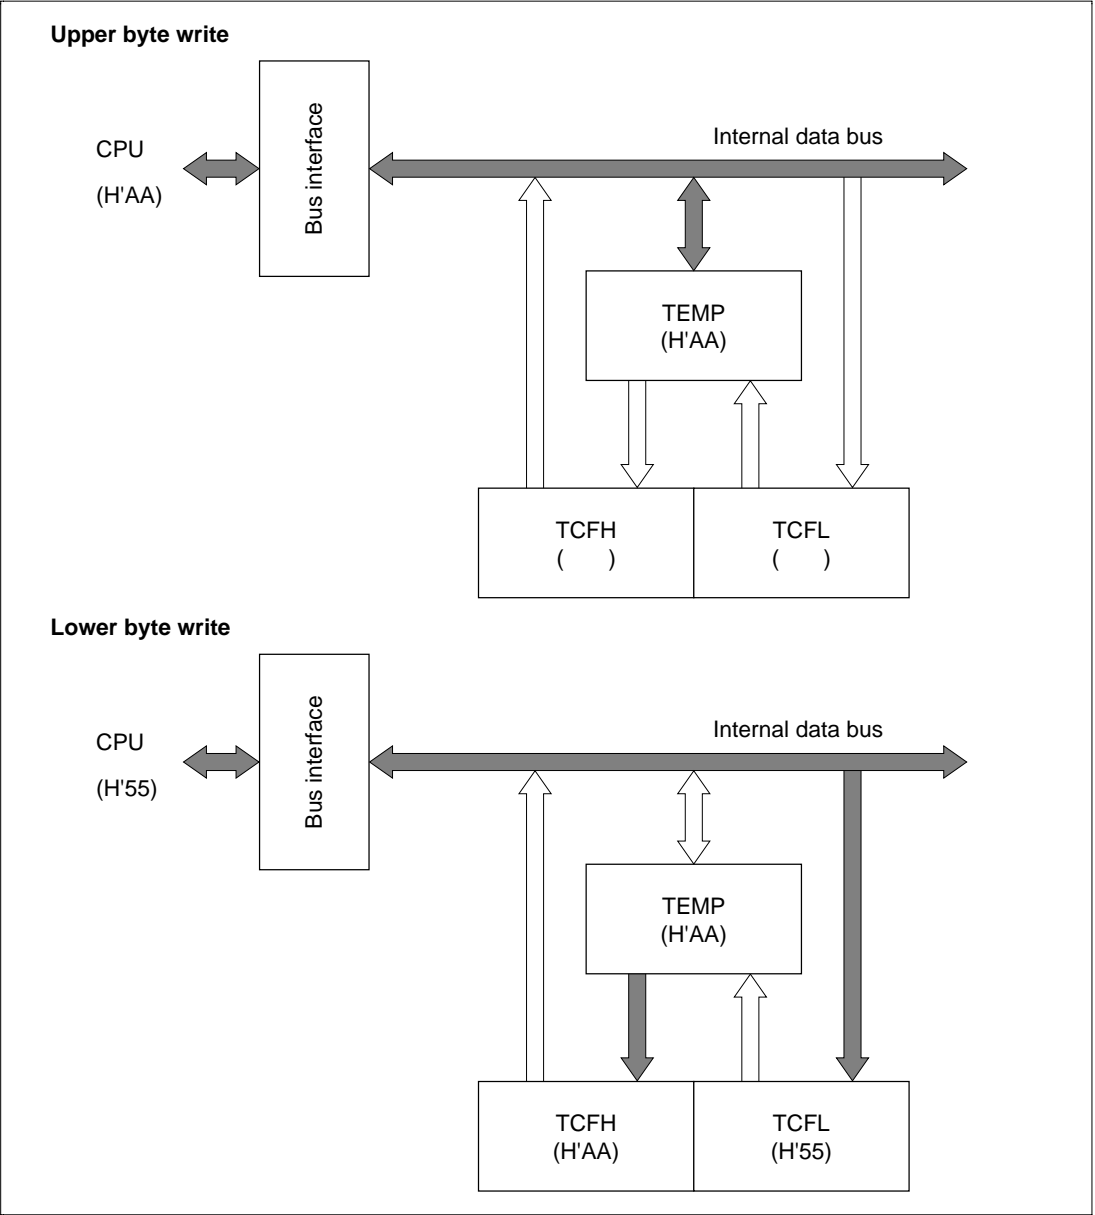 Upper byte write
CPU
(H'AA)
Bus interface
Internal data bus
TEMP
(H'AA)
TCFH
( )
TCFL
( )
Lower byte write
CPU
(H'55)
Bus interface
Internal data bus
TEMP
(H'AA)
TCFH
(H'AA)
TCFL
(H'55)